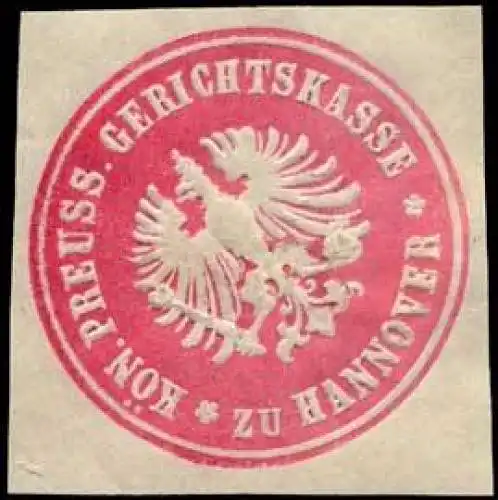 KÖN. PREUSS. GERICHTSKASSE
* ZU HANNOVER *